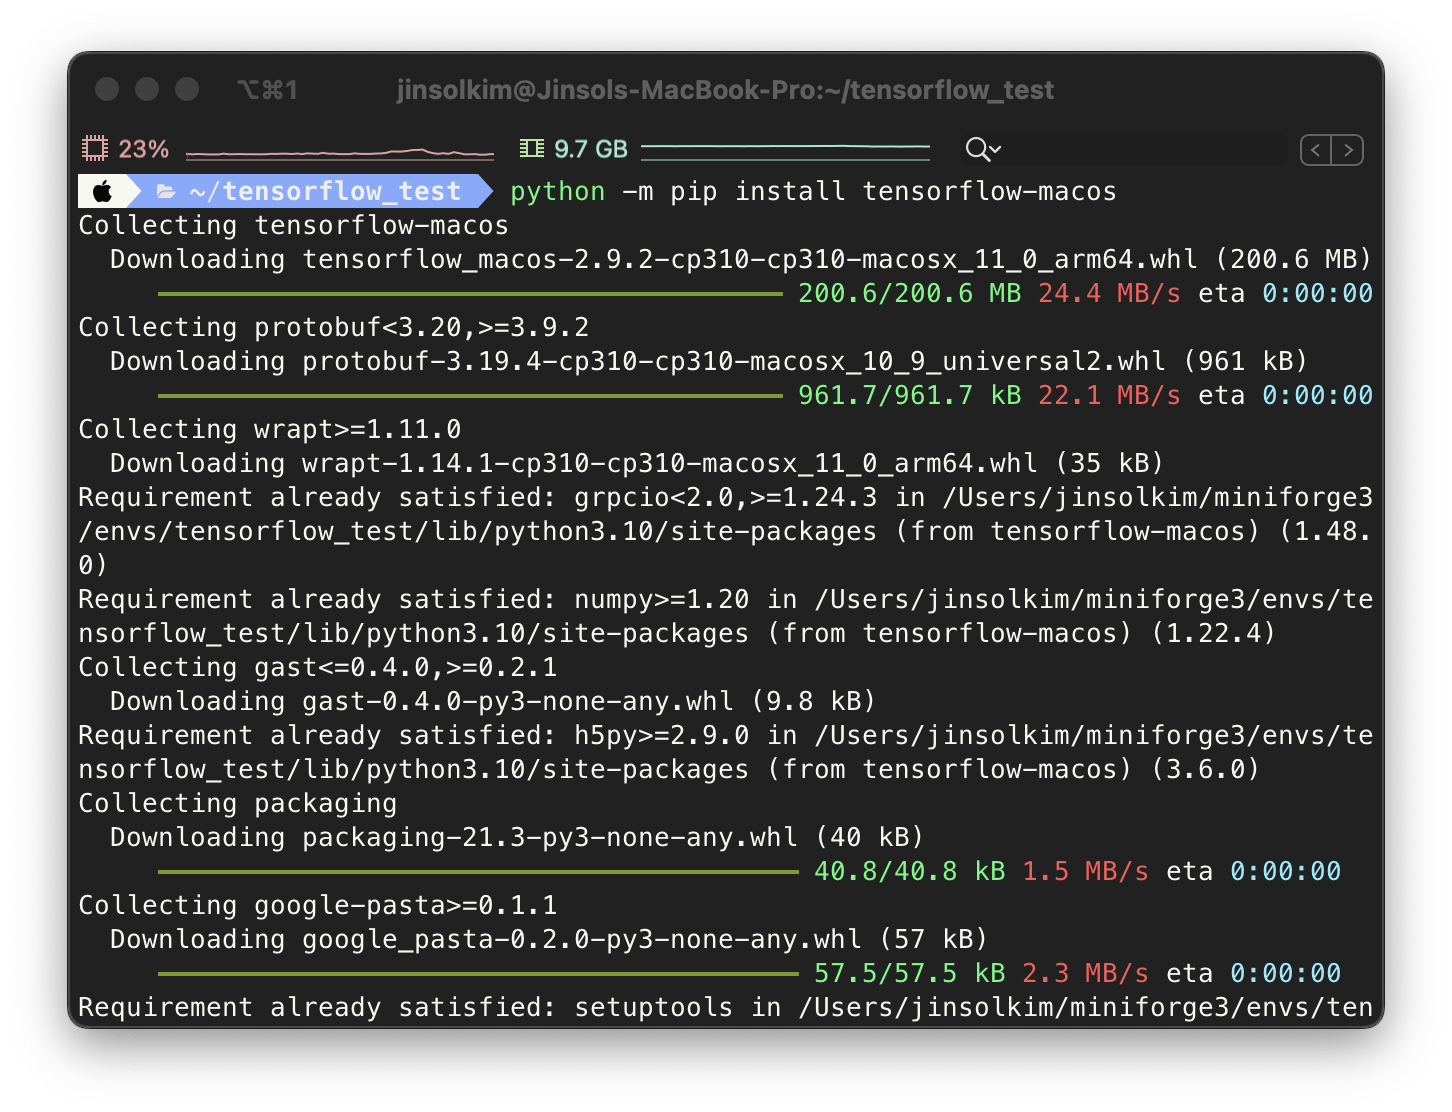 ⌥⌘1 jinsolkim@Jinsols-MacBook-Pro:~/tensorflow_test
23% 9.7 GB
~/tensorflow_test python -m pip install tensorflow-macos
Collecting tensorflow-macos
Downloading tensorflow_macos-2.9.2-cp310-cp310-macosx_11_0_arm64.whl (200.6 MB)
200.6/200.6 MB 24.4 MB/s eta 0:00:00
Collecting protobuf<3.20,>=3.9.2
Downloading protobuf-3.19.4-cp310-cp310-macosx_10_9_universal2.whl (961 kB)
961.7/961.7 kB 22.1 MB/s eta 0:00:00
Collecting wrapt>=1.11.0
Downloading wrapt-1.14.1-cp310-cp310-macosx_11_0_arm64.whl (35 kB)
Requirement already satisfied: grpcio<2.0,>=1.24.3 in /Users/jinsolkim/miniforge3
/envs/tensorflow_test/lib/python3.10/site-packages (from tensorflow-macos) (1.48.
0)
Requirement already satisfied: numpy>=1.20 in /Users/jinsolkim/miniforge3/envs/te
nsorflow_test/lib/python3.10/site-packages (from tensorflow-macos) (1.22.4)
Collecting gast<=0.4.0,>=0.2.1
Downloading gast-0.4.0-py3-none-any.whl (9.8 kB)
Requirement already satisfied: h5py>=2.9.0 in /Users/jinsolkim/miniforge3/envs/te
nsorflow_test/lib/python3.10/site-packages (from tensorflow-macos) (3.6.0)
Collecting packaging
Downloading packaging-21.3-py3-none-any.whl (40 kB)
40.8/40.8 kB 1.5 MB/s eta 0:00:00
Collecting google-pasta>=0.1.1
Downloading google_pasta-0.2.0-py3-none-any.whl (57 kB)
57.5/57.5 kB 2.3 MB/s eta 0:00:00
Requirement already satisfied: setuptools in /Users/jinsolkim/miniforge3/envs/ten